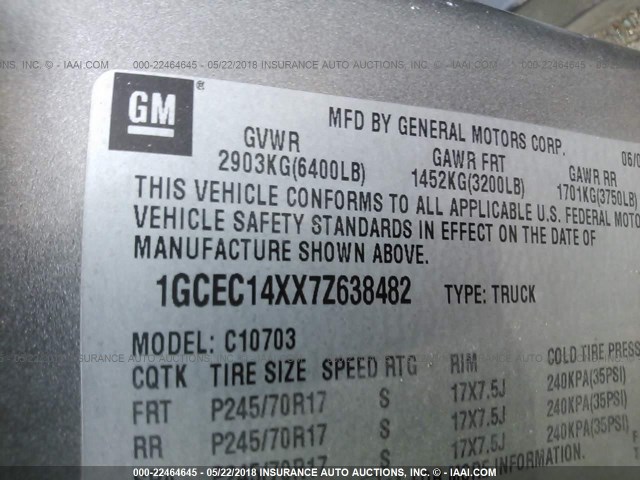 000-22464645 - 05/22/2018 INSURANCE AUTO AUCTIONS, INC. © - IAAI.COM
GM®
MFD BY GENERAL MOTORS CORP.
GVWR GAWR FRT GAWR RR
2903KG(6400LB) 1452KG(3200LB) 1701KG(3750LB)
THIS VEHICLE CONFORMS TO ALL APPLICABLE U.S. FEDERAL
VEHICLE SAFETY STANDARDS IN EFFECT ON THE DATE OF
MANUFACTURE SHOWN ABOVE.
1GCEC14XX7Z638482 TYPE: TRUCK
MODEL: C10703
CQTK TIRE SIZE SPEED RTG RIM COLD TIRE
FRT P245/70R17 S 17X7.5J 240KPA(35PSI)
RR P245/70R17 S 17X7.5J 240KPA(35PSI)
17X7.5J 240KPA(35PSI)
INFORMATION.
000-22464645 - 05/22/2018 INSURANCE AUTO AUCTIONS, INC. © - IAAI.COM